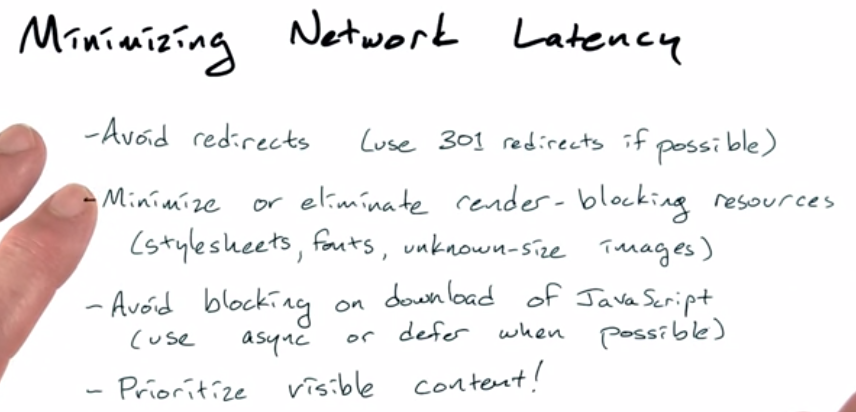 Minimizing Network Latency
- Avoid redirects (use 301 redirects if possible)
- Minimize or eliminate render-blocking resources
(stylesheets, fonts, unknown-size images)
- Avoid blocking on download of JavaScript
(use async or defer when possible)
- Prioritize visible content!